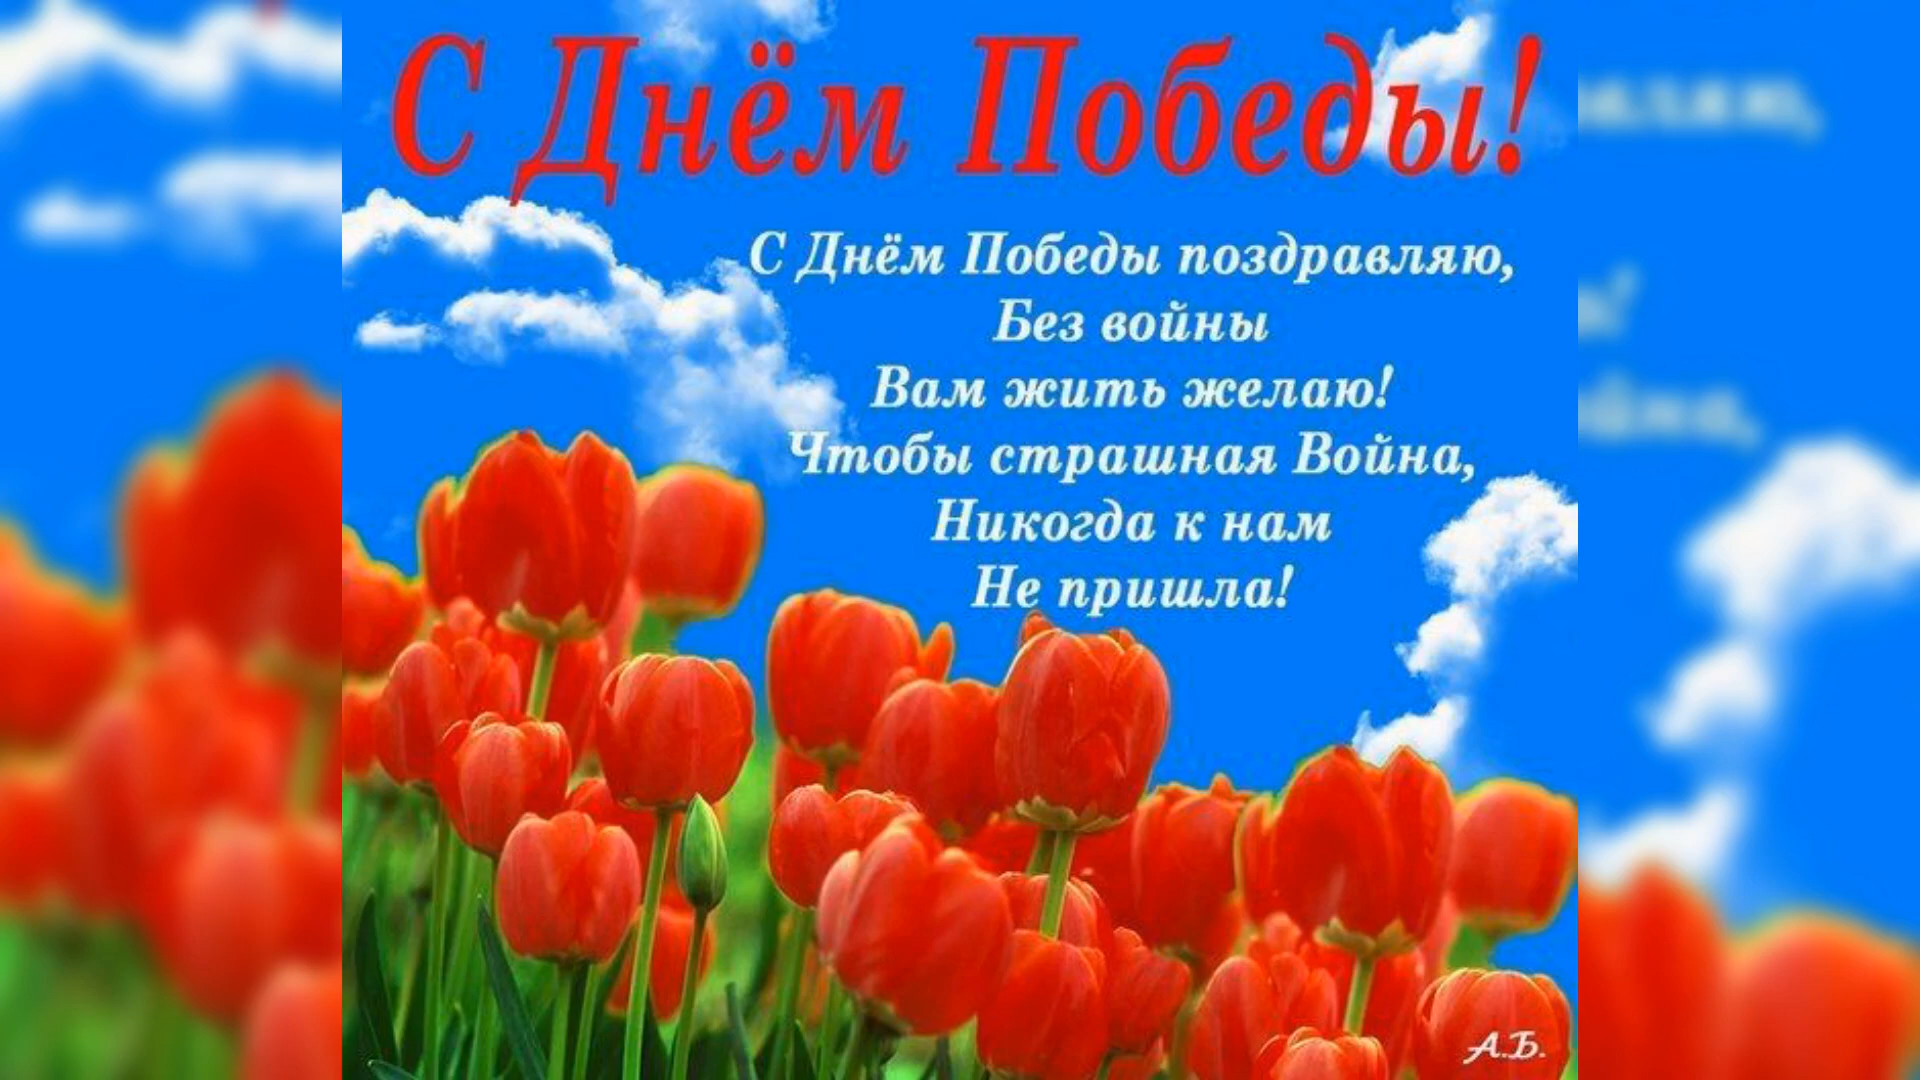 С Днём Победы!
С Днём Победы поздравляю,
Без войны
Вам жить желаю!
Чтобы страшная Война,
Никогда к нам
Не пришла!
А.Б.